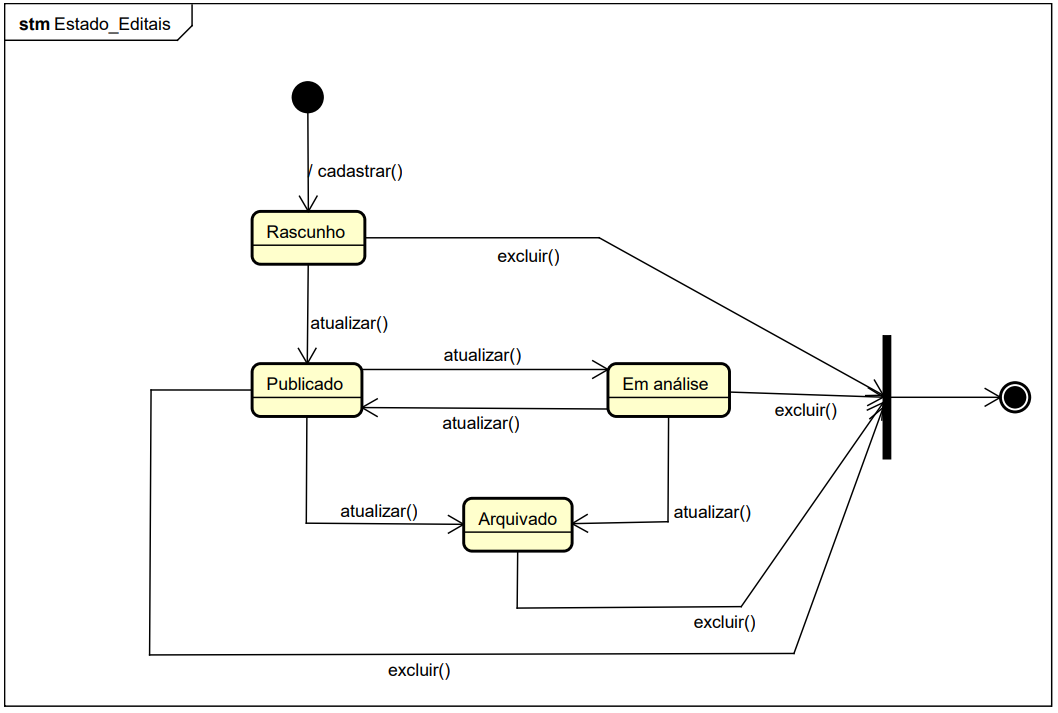 stm Estado_Editais
/ cadastrar()
Rascunho
excluir()
atualizar()
atualizar()
Publicado
Em análise
excluir()
atualizar()
atualizar()
Arquivado
atualizar()
excluir()
excluir()